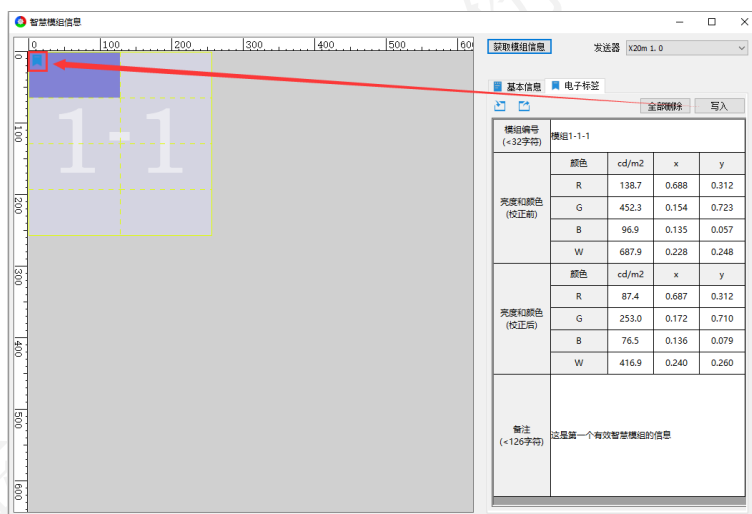 智慧模组信息
0 100 200 300 400 500 600
0
100
200
300
400
500
600
1-1
获取模组信息 发送器 X20m 1. 0
基本信息 电子标签
全部删除 写入
模组编号
(<32字符)
模组1-1-1
亮度和颜色
(校正前)
颜色 cd/m2 x y
R 138.7 0.688 0.312
G 452.3 0.154 0.723
B 96.9 0.135 0.057
W 687.9 0.228 0.248
亮度和颜色
(校正后)
颜色 cd/m2 x y
R 87.4 0.687 0.312
G 253.0 0.172 0.710
B 76.5 0.136 0.079
W 416.9 0.240 0.260
备注
(<126字符)
这是第一个有效智慧模组的信息